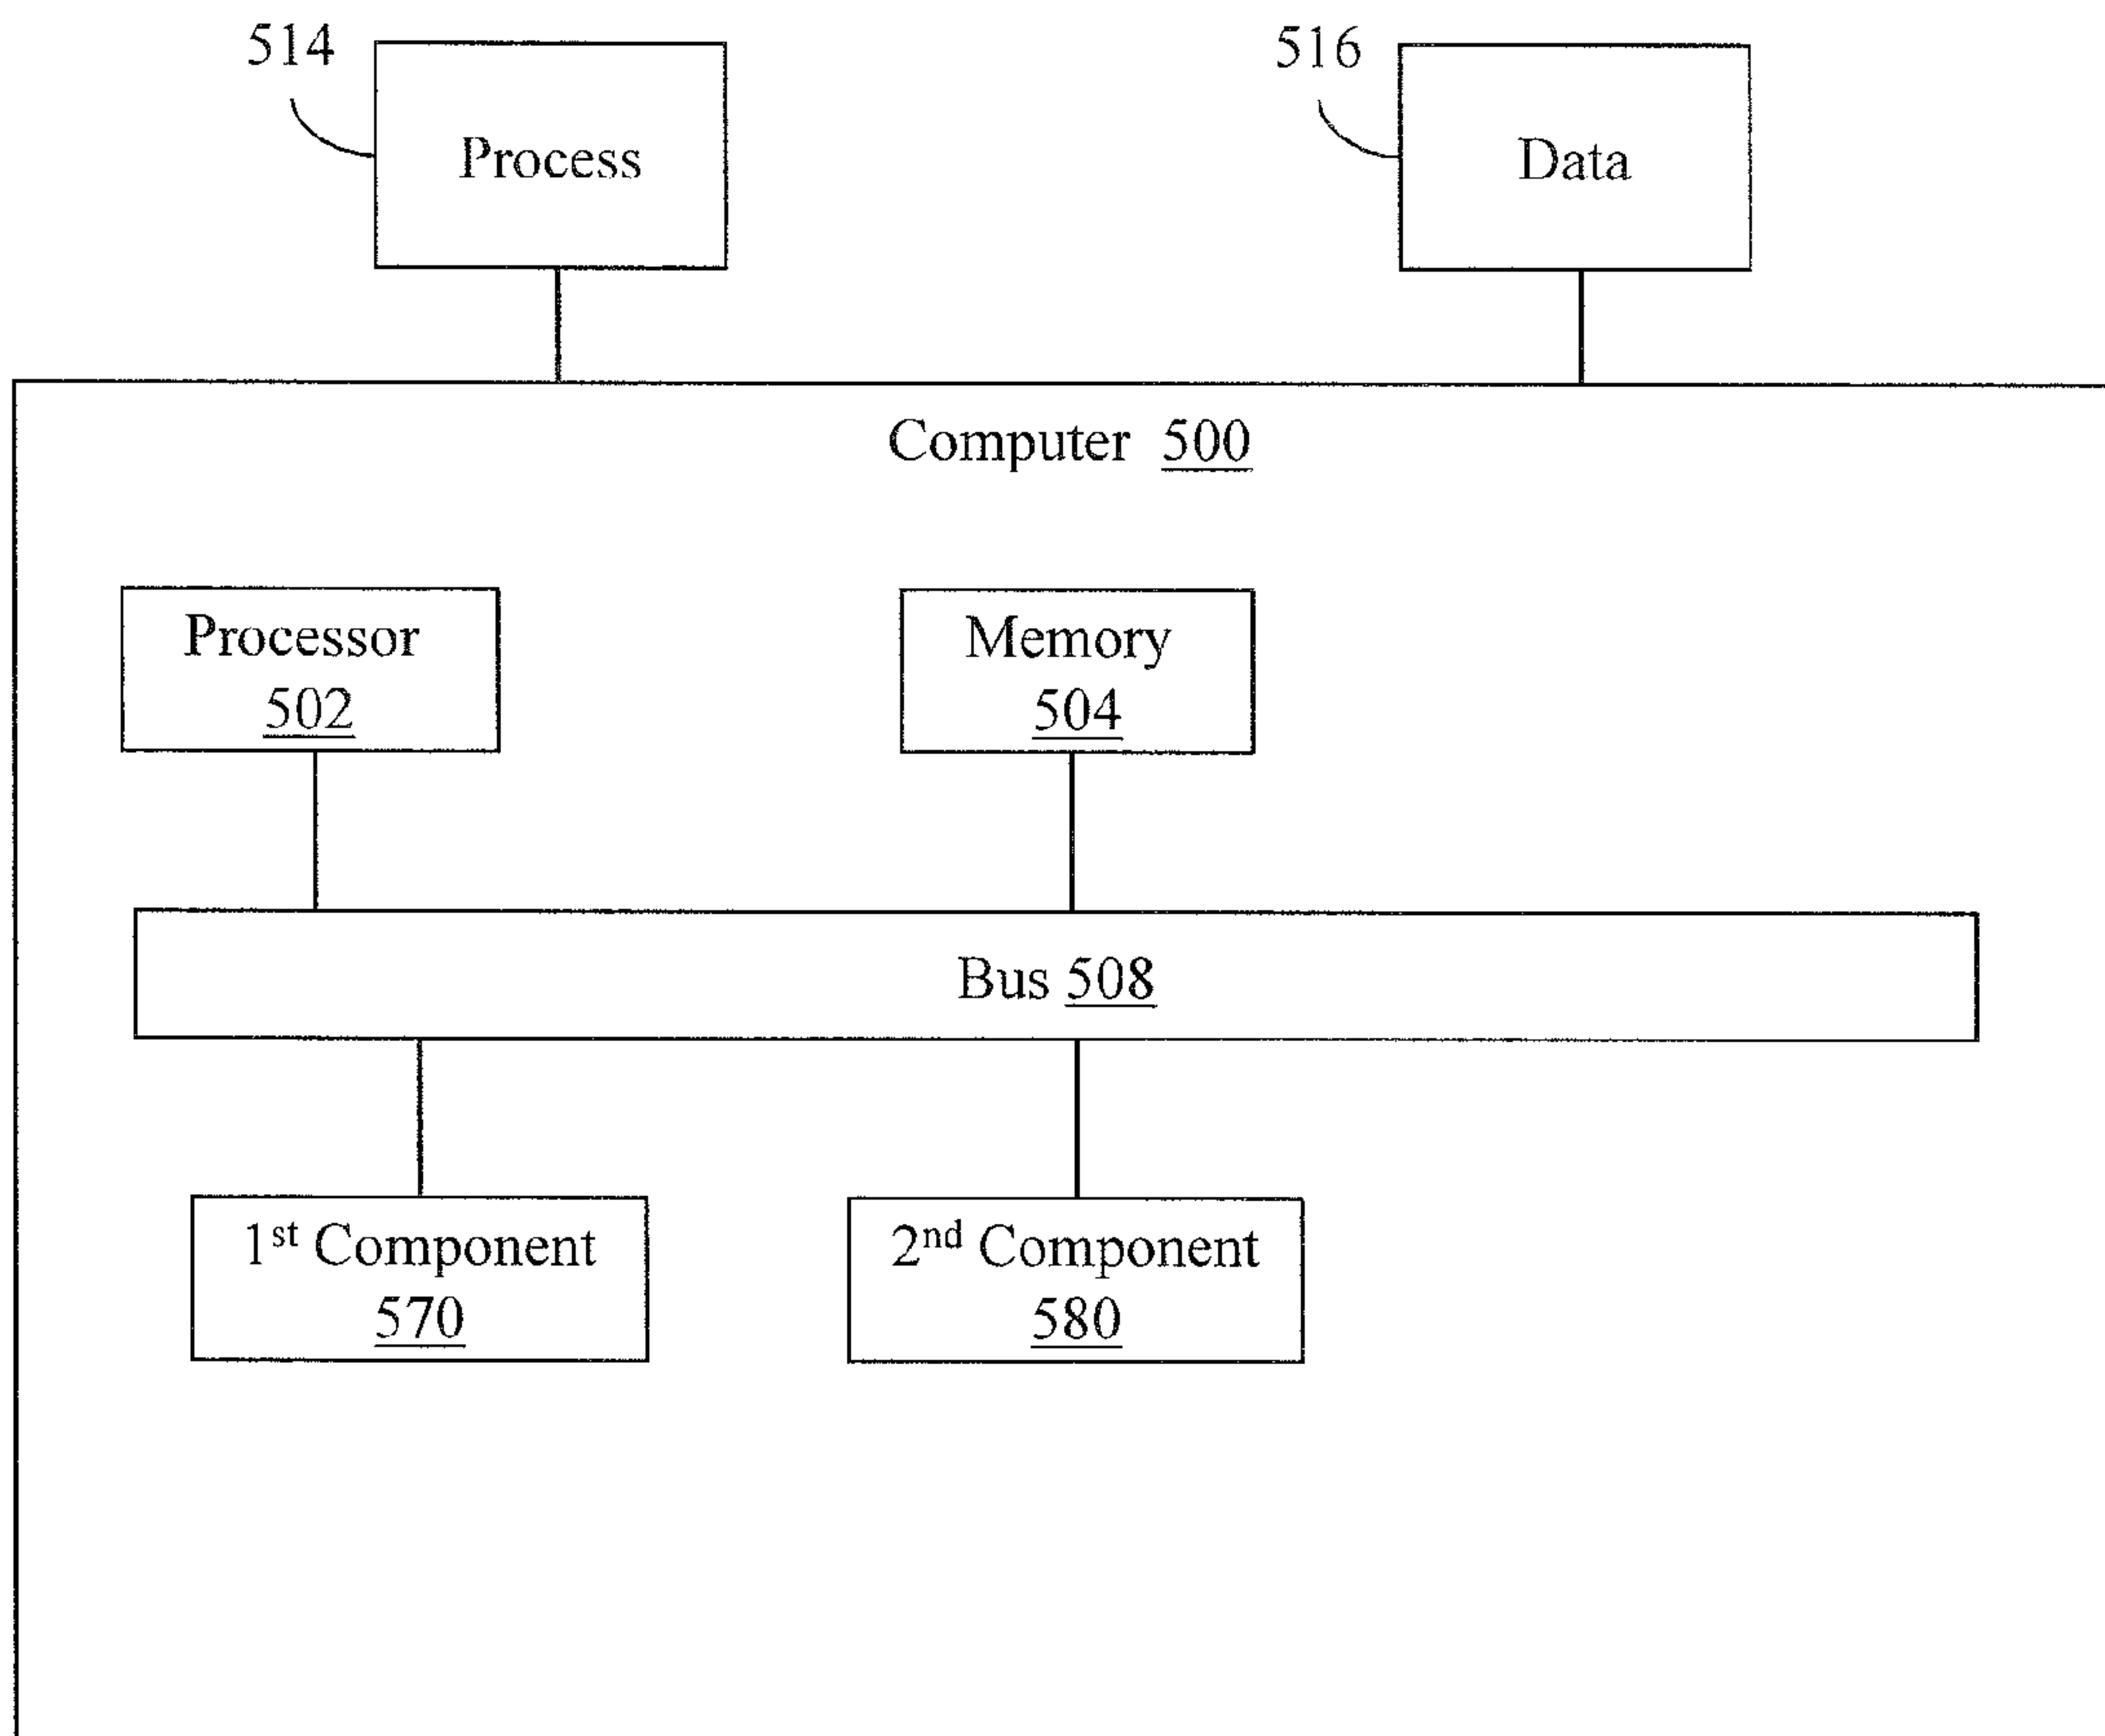 514
Process
516
Data
Computer 500
Processor
502
Memory
504
Bus 508
1st Component
570
2nd Component
580